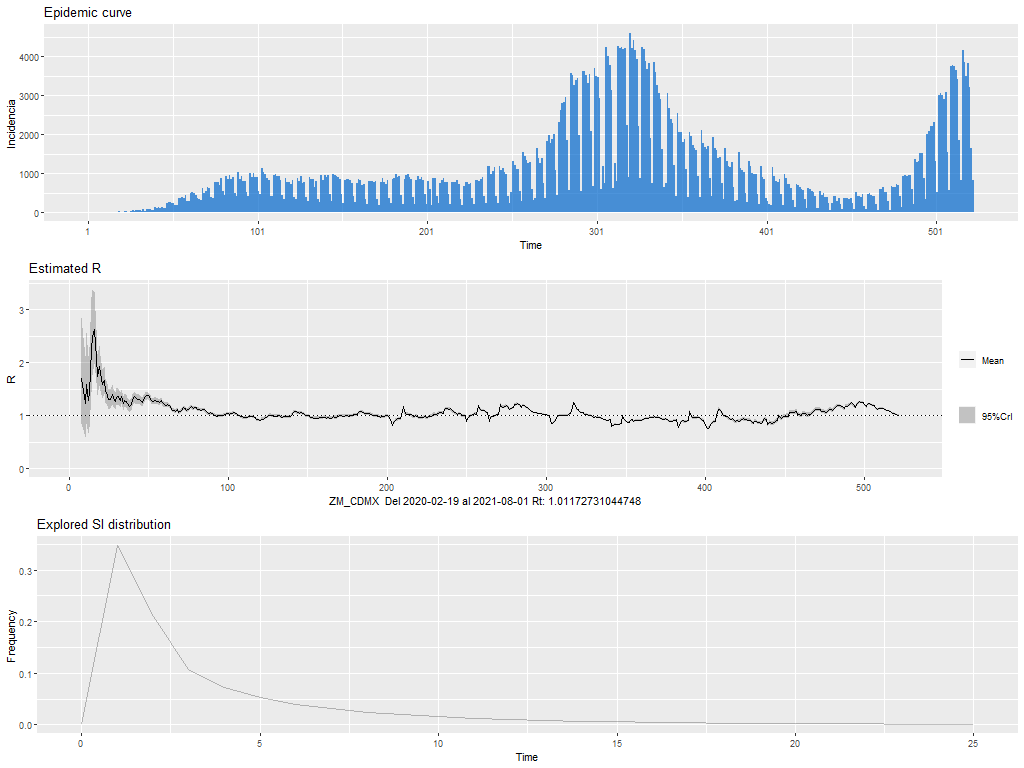 Epidemic curve
Incidencia
4000
3000
2000
1000
0
1
101
201
301
401
501
Time
Estimated R
R
3
2
1
0
0
100
200
300
400
500
ZM_CDMX Del 2020-02-19 al 2021-08-01 Rt: 1.01172731044748
Mean
95%CrI
Explored SI distribution
Frequency
0.3
0.2
0.1
0.0
0
5
10
15
20
25
Time